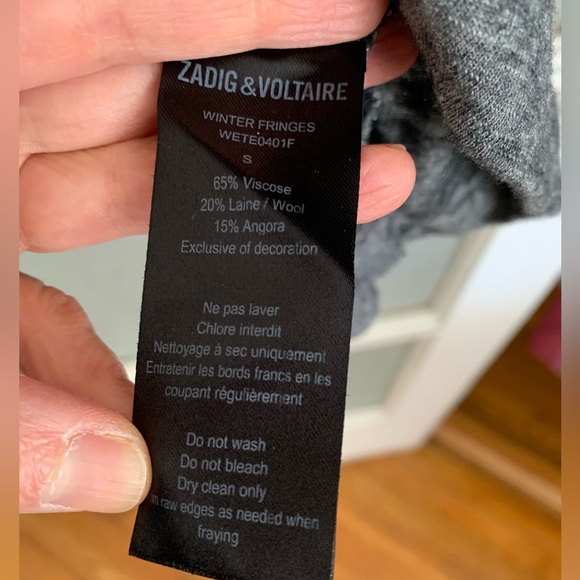 ZADIG & VOLTAIRE
WINTER FRINGES
WETE0401F
S
65% Viscose
20% Laine / Wool
15% Angora
Exclusive of decoration
Ne pas laver
Chlore interdit
Nettoyage à sec uniquement
Entretenir les bords francs en les
coupant régulièrement
Do not wash
Do not bleach
Dry clean only
raw edges as needed when
fraying